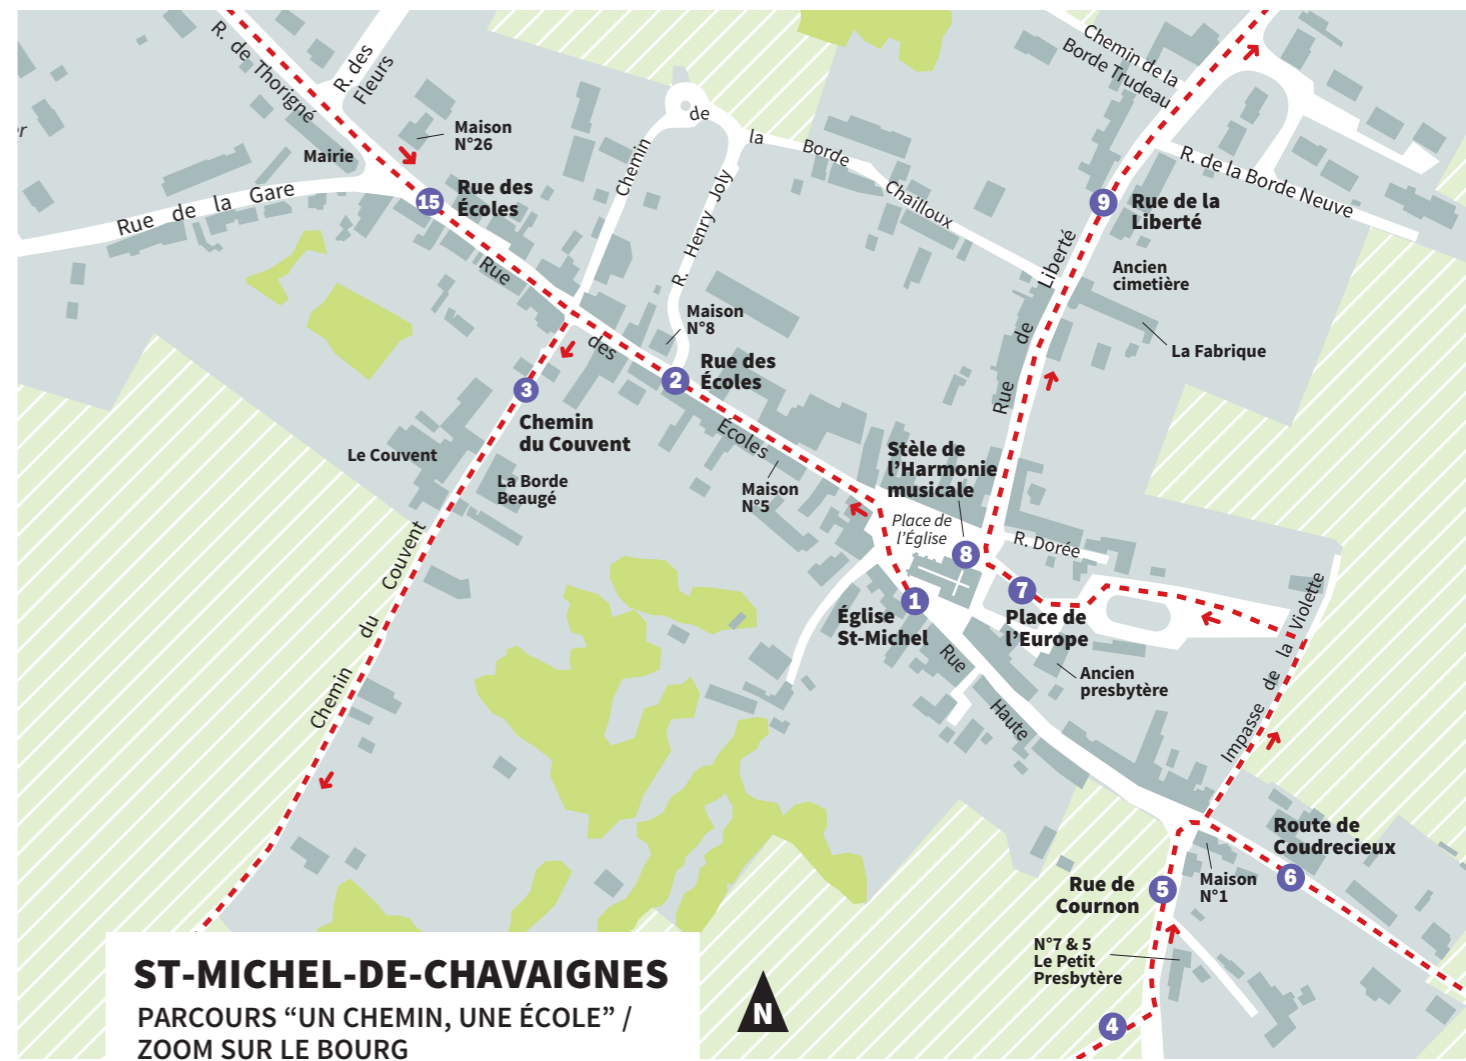 R. de Thorigné
R. des
Fleurs
Mairie
Maison
N°26
15
Rue des
Écoles
Rue de la Gare
Chemin de la Borde Chailloux
R. Henry Joly
Chemin de la
Borde Trudeau
R. de la Borde Neuve
9
Rue de la
Liberté
Ancien
cimetière
La Fabrique
Rue de Liberté
Rue des Écoles
Maison
N°8
2
Rue des
Écoles
3
Chemin
du Couvent
Le Couvent
La Borde
Beaugé
Maison
N°5
Stèle de
l’Harmonie
musicale
Place de
l’Église
8
R. Dorée
7
Place de
l’Europe
1
Église
St-Michel
Ancien
presbytère
Rue Haute
Impasse de la Violette
Chemin du Couvent
Route de
Coudrecieux
6
Maison
N°1
5
Rue de
Cournon
N°7 & 5
Le Petit
Presbytère
4
ST-MICHEL-DE-CHAVAIGNES
PARCOURS “UN CHEMIN, UNE ÉCOLE” /
ZOOM SUR LE BOURG
N